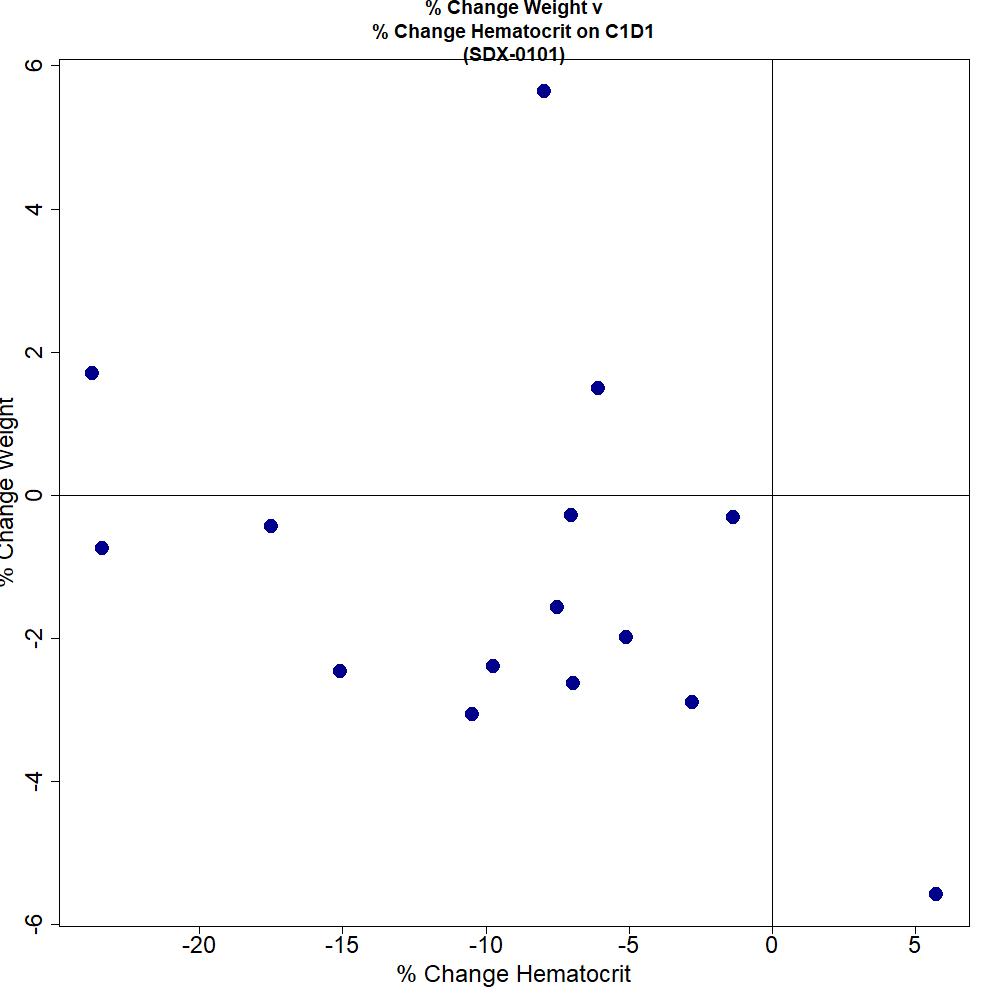 % Change Weight v
% Change Hematocrit on C1D1
(SDX-0101)
6
4
2
0
-2
-4
-6
% Change Weight
-20 -15 -10 -5 0 5
% Change Hematocrit